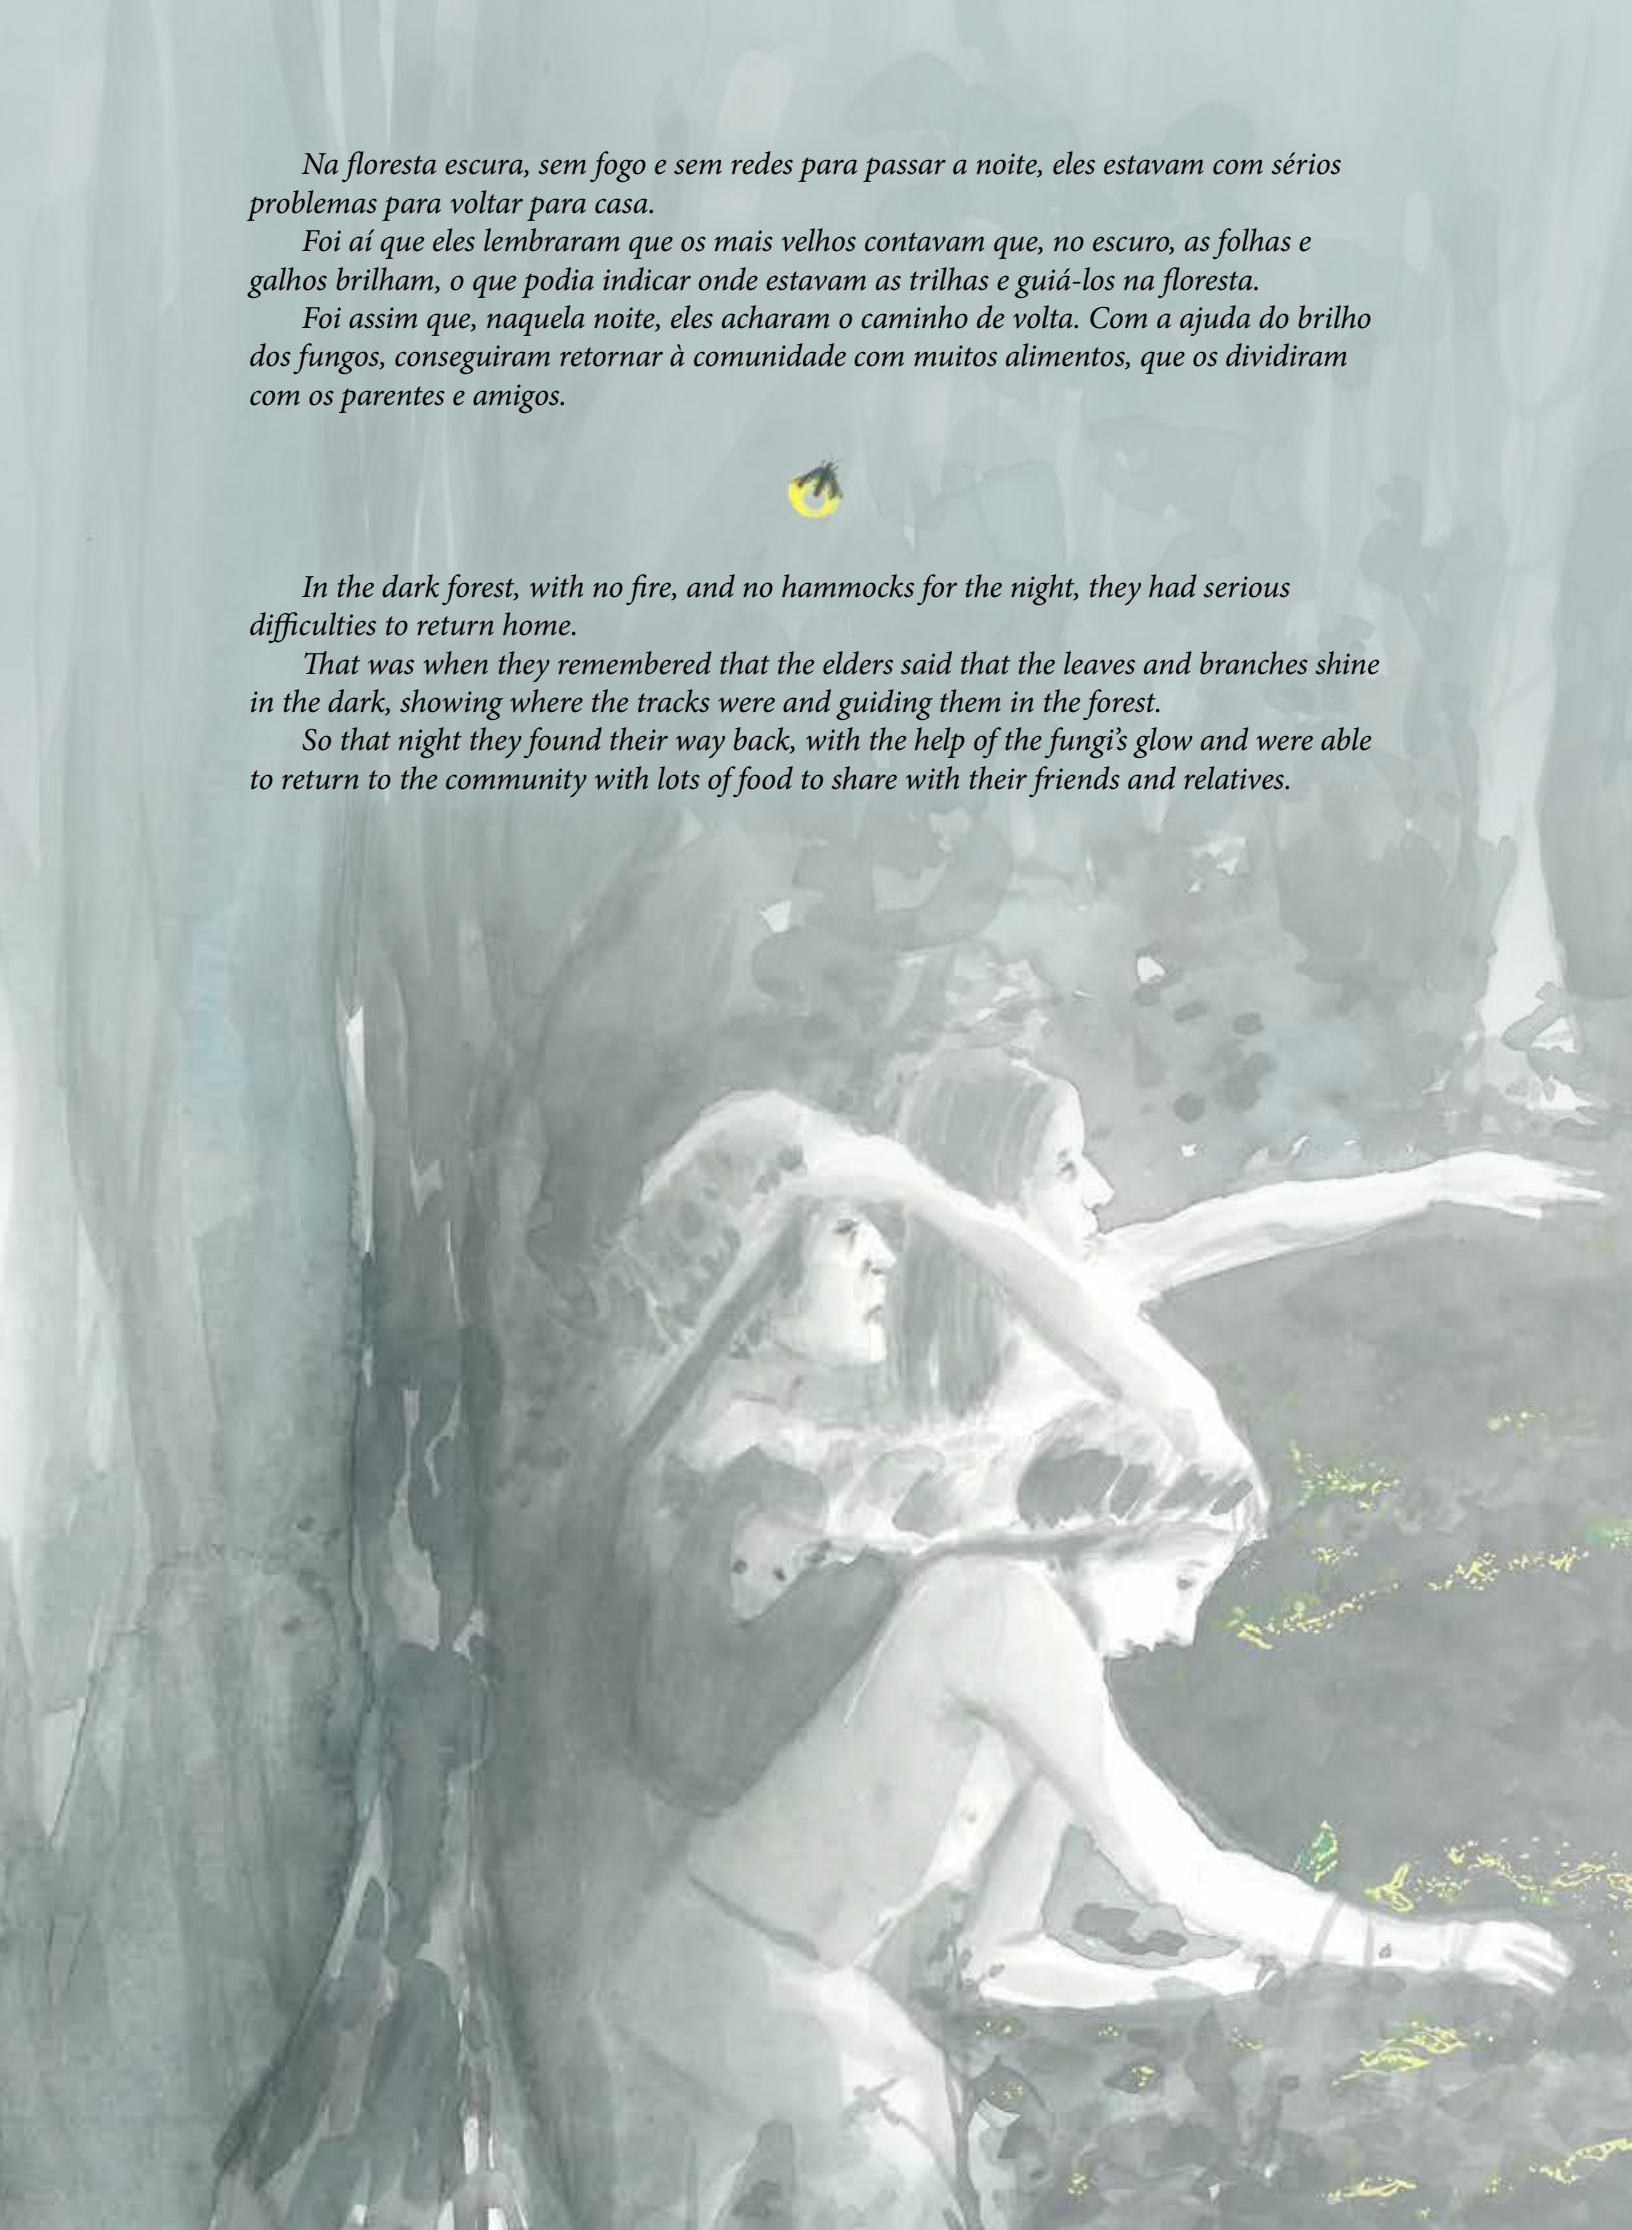 Na floresta escura, sem fogo e sem redes para passar a noite, eles estavam com sérios
problemas para voltar para casa.
Foi aí que eles lembraram que os mais velhos contavam que, no escuro, as folhas e
galhos brilham, o que podia indicar onde estavam as trilhas e guiá-los na floresta.
Foi assim que, naquela noite, eles acharam o caminho de volta. Com a ajuda do brilho
dos fungos, conseguiram retornar à comunidade com muitos alimentos, que os dividiram
com os parentes e amigos.
In the dark forest, with no fire, and no hammocks for the night, they had serious
difficulties to return home.
That was when they remembered that the elders said that the leaves and branches shine
in the dark, showing where the tracks were and guiding them in the forest.
So that night they found their way back, with the help of the fungi’s glow and were able
to return to the community with lots of food to share with their friends and relatives.